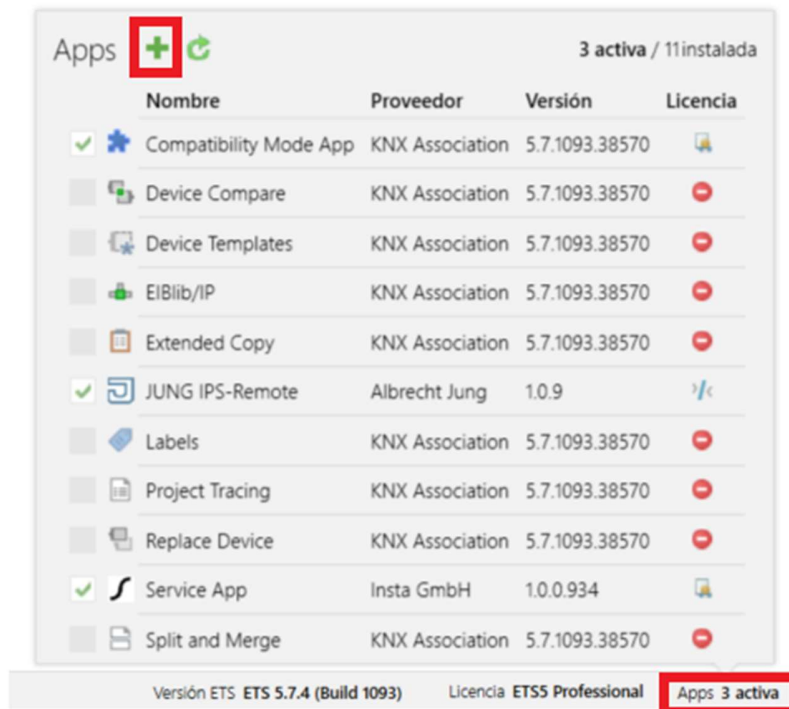 Apps 3 activa / 11 instalada
Nombre Proveedor Versión Licencia
Compatibility Mode App KNX Association 5.7.1093.38570
Device Compare KNX Association 5.7.1093.38570
Device Templates KNX Association 5.7.1093.38570
EIBlib/IP KNX Association 5.7.1093.38570
Extended Copy KNX Association 5.7.1093.38570
JUNG IPS-Remote Albrecht Jung 1.0.9
Labels KNX Association 5.7.1093.38570
Project Tracing KNX Association 5.7.1093.38570
Replace Device KNX Association 5.7.1093.38570
Service App Insta GmbH 1.0.0.934
Split and Merge KNX Association 5.7.1093.38570
Versión ETS ETS 5.7.4 (Build 1093) Licencia ETS5 Professional Apps 3 activa